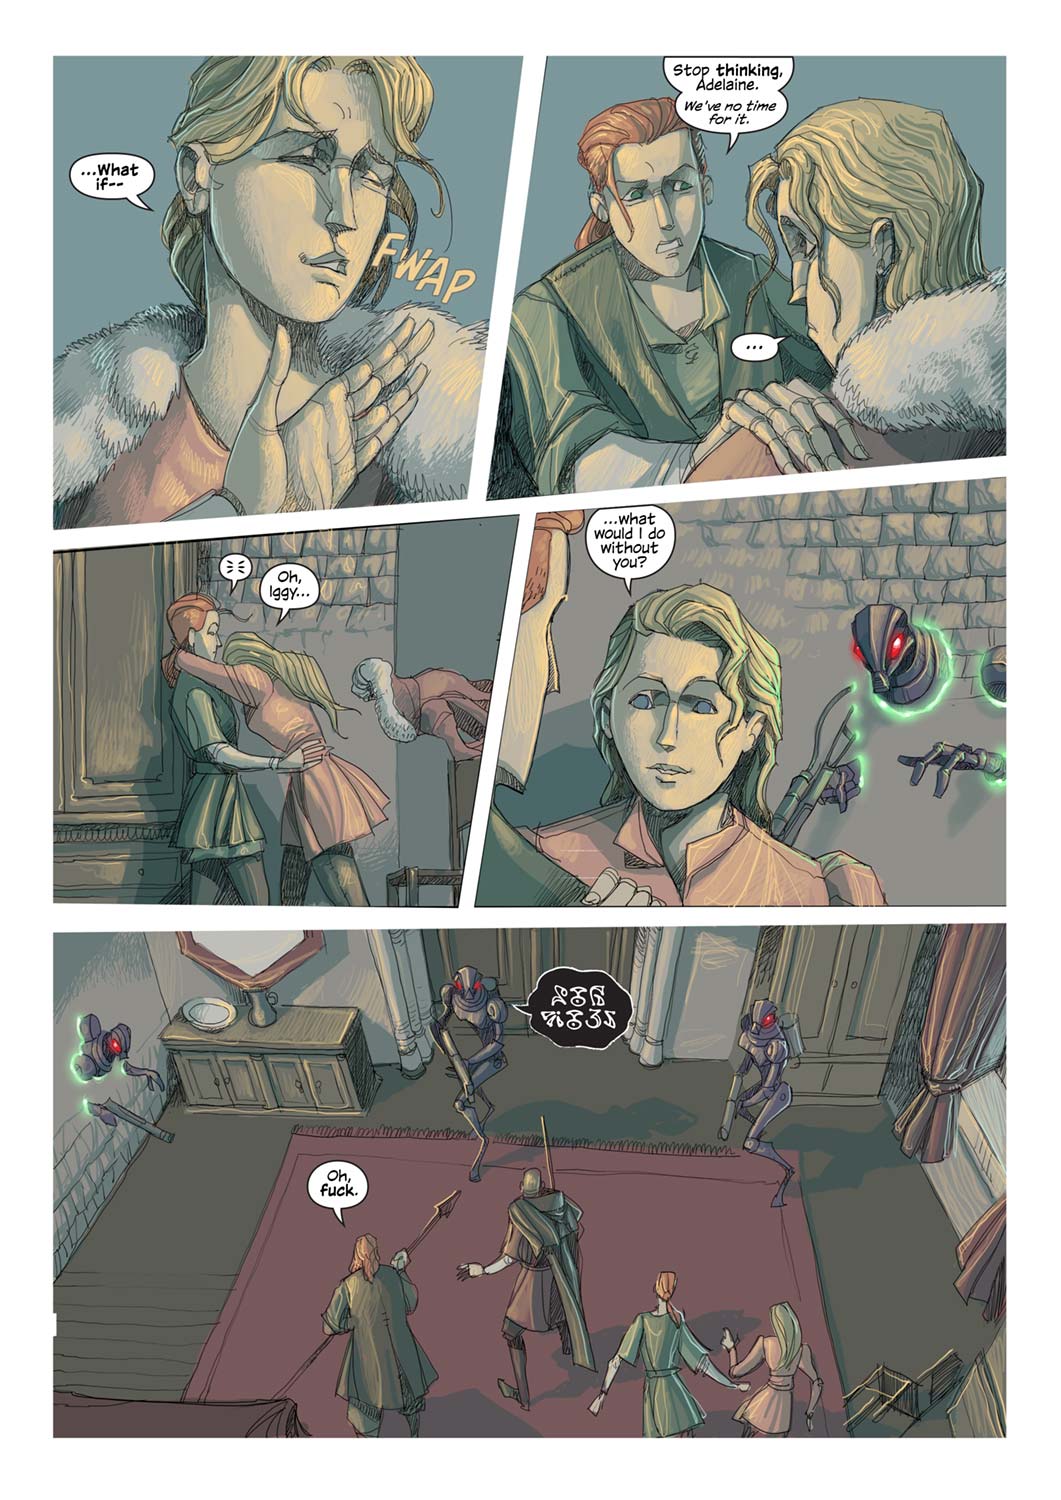 ...What
if--
FWAP
Stop thinking,
Adelaine.
We've no time
for it.
...
Oh,
Iggy...
...what
would I do
without
you?
Oh,
fuck.